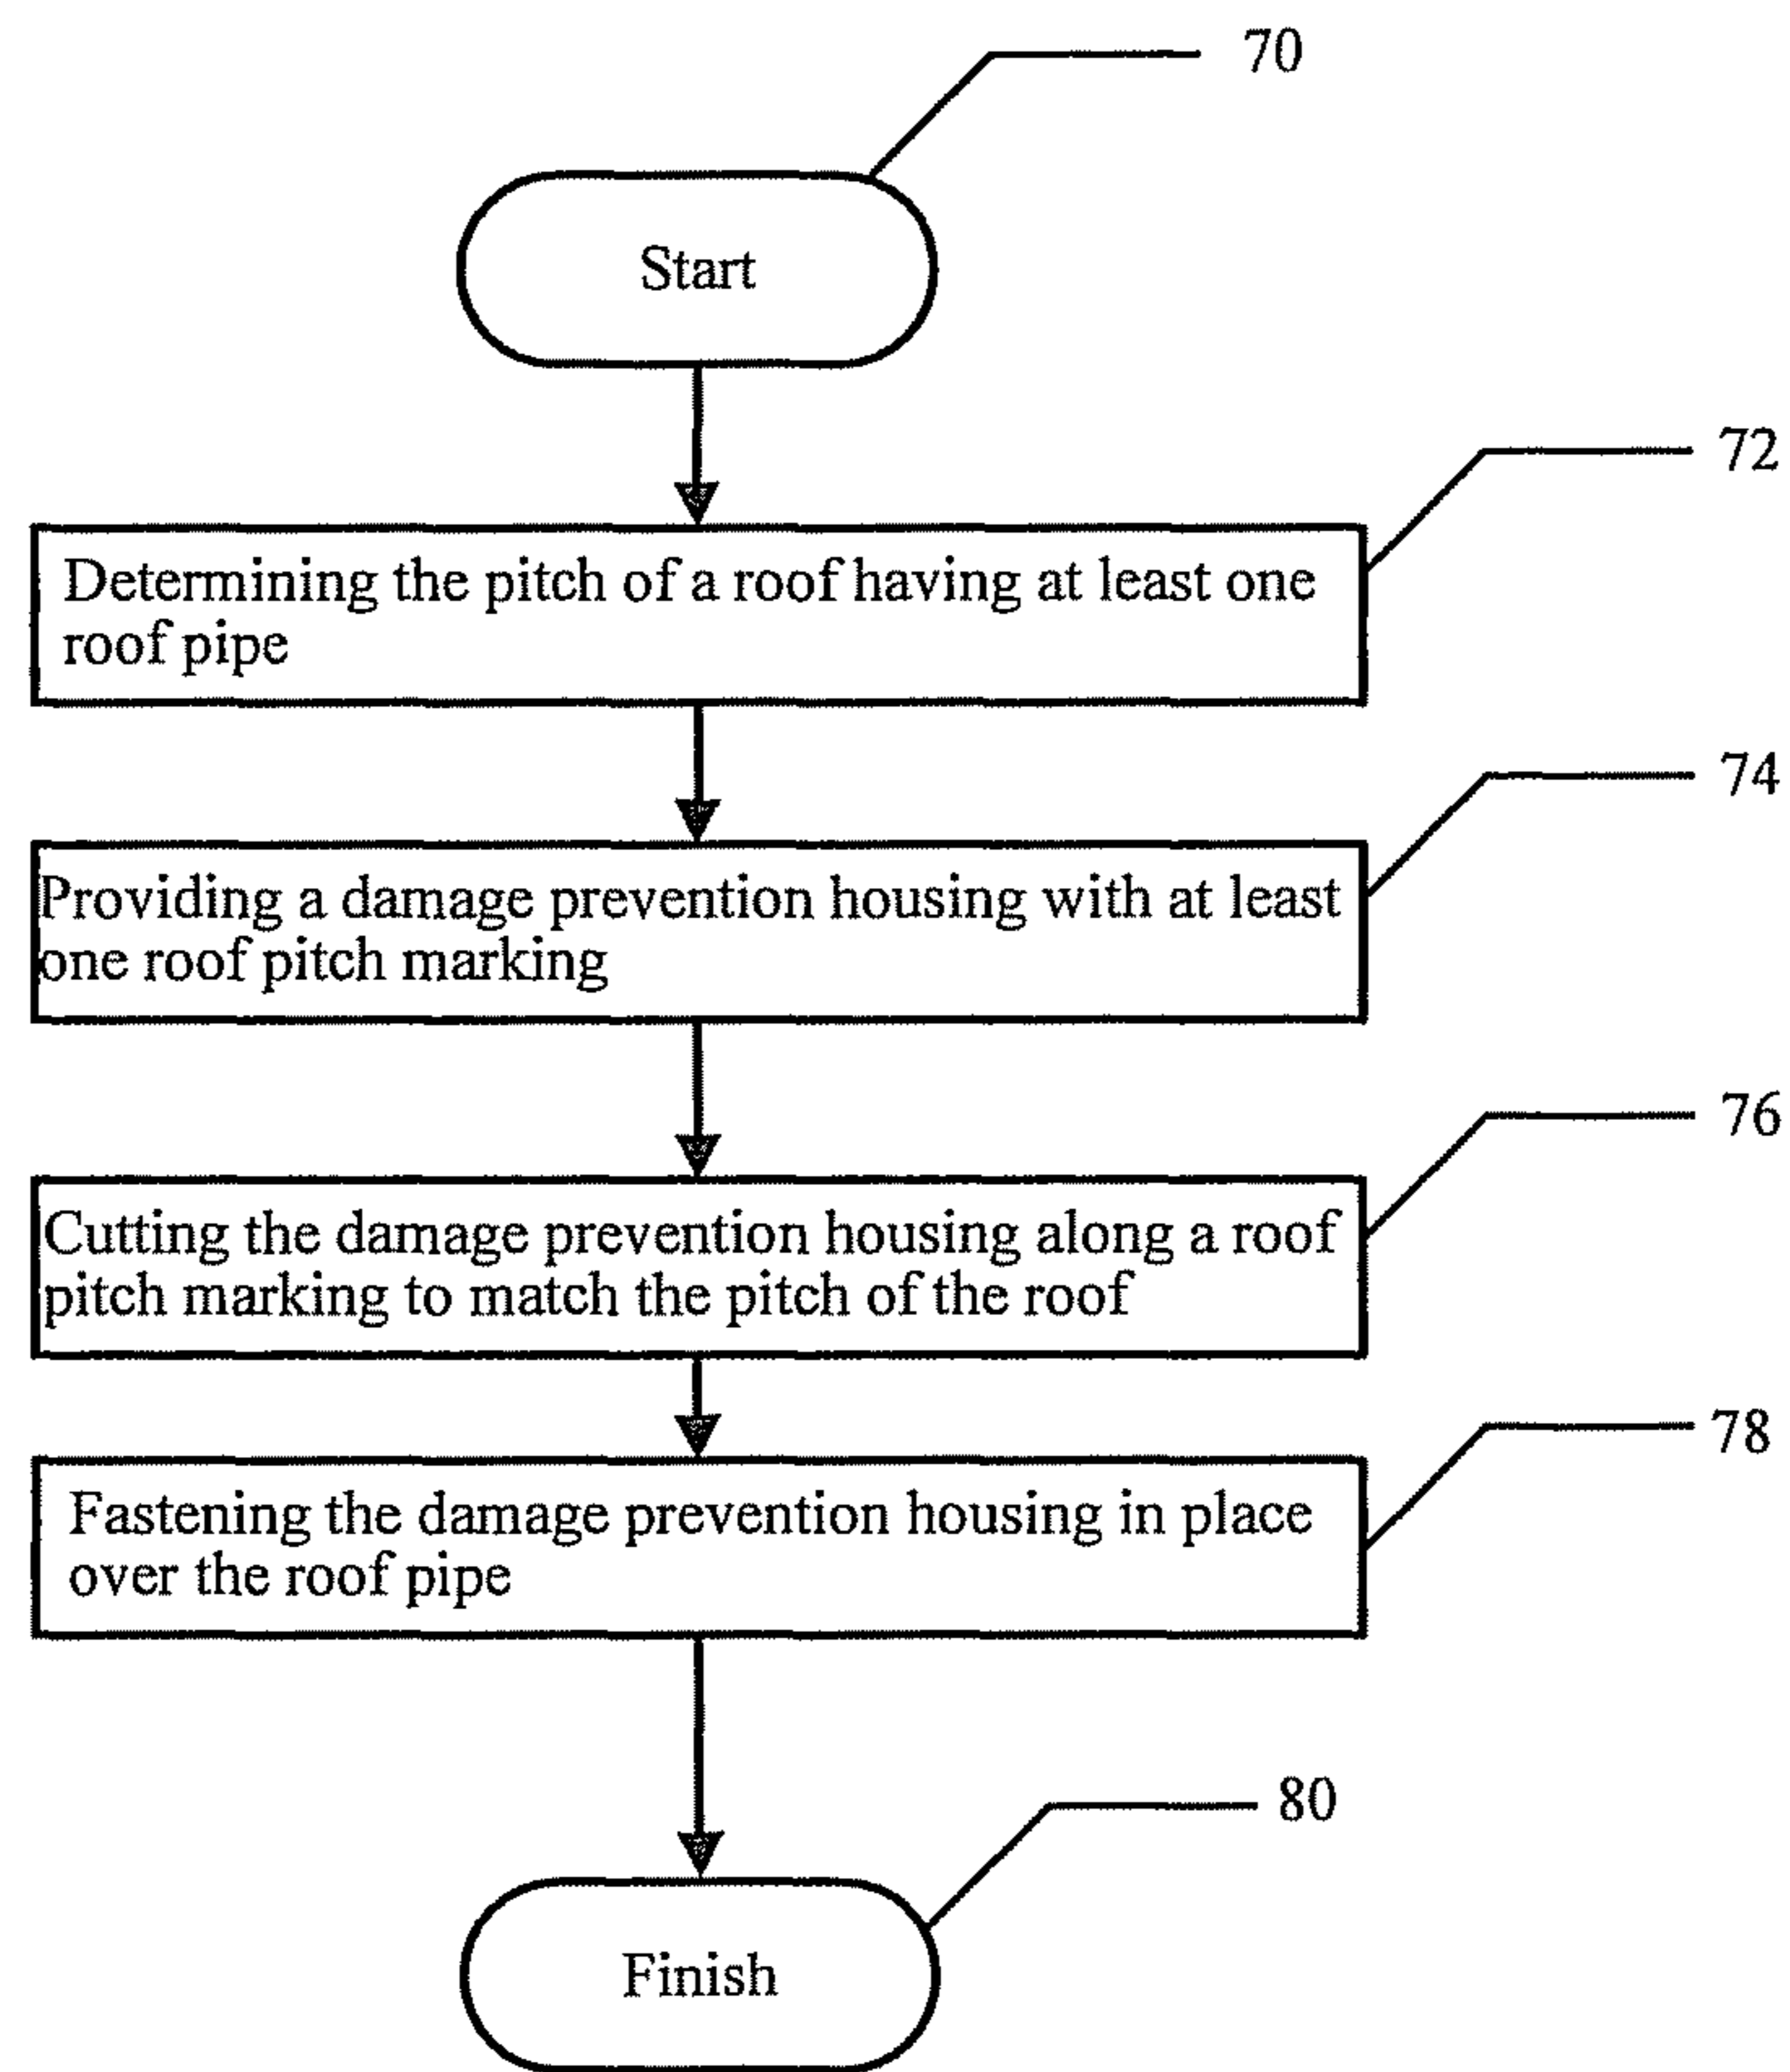 70
Start
72
Determining the pitch of a roof having at least one
roof pipe
74
Providing a damage prevention housing with at least
one roof pitch marking
76
Cutting the damage prevention housing along a roof
pitch marking to match the pitch of the roof
78
Fastening the damage prevention housing in place
over the roof pipe
80
Finish